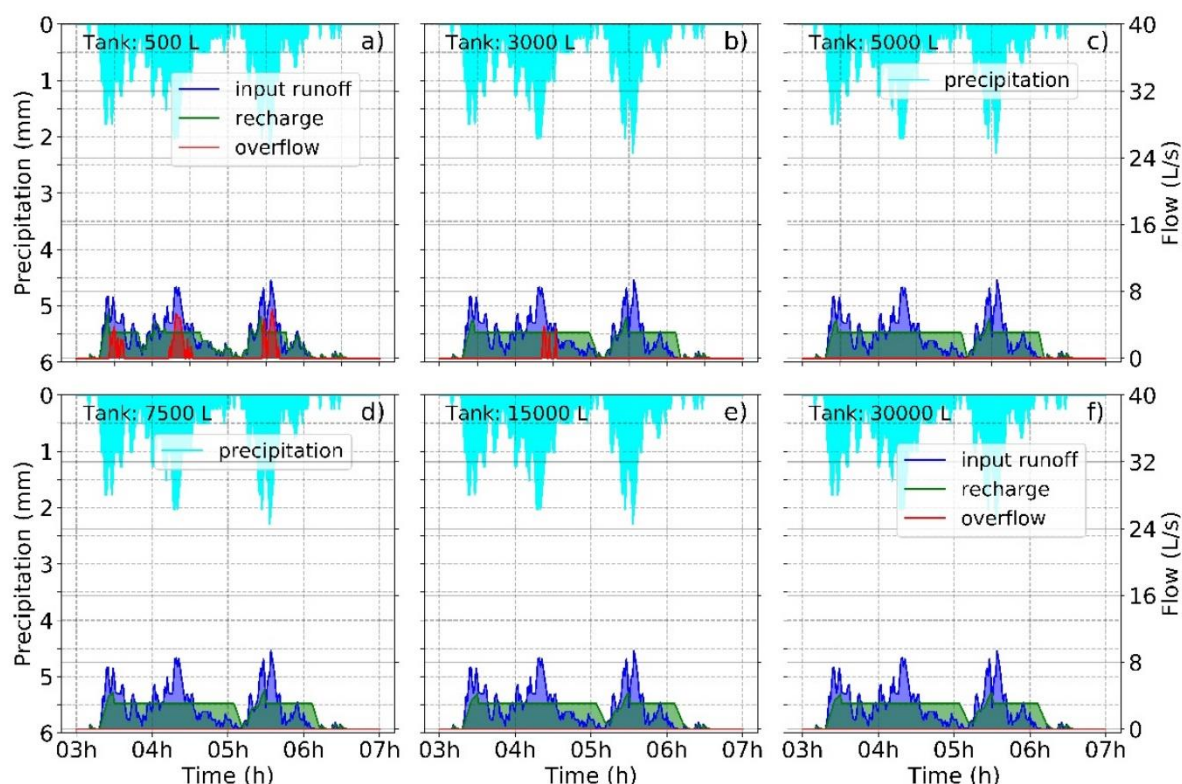 0 Tank: 500 L a) Tank: 3000 L b) Tank: 5000 L c) 40
1 input runoff precipitation 32
recharge
2 overflow 24
3 16
4
5 8
6 0
Precipitation (mm) Flow (L/s)
0 Tank: 7500 L d) Tank: 15000 L e) Tank: 30000 L f) 40
1 precipitation input runoff 32
recharge
2 overflow 24
3 16
4
5 8
6 0
Precipitation (mm) Flow (L/s)
03h 04h 05h 06h 07h 03h 04h 05h 06h 07h 03h 04h 05h 06h 07h
Time (h) Time (h) Time (h)